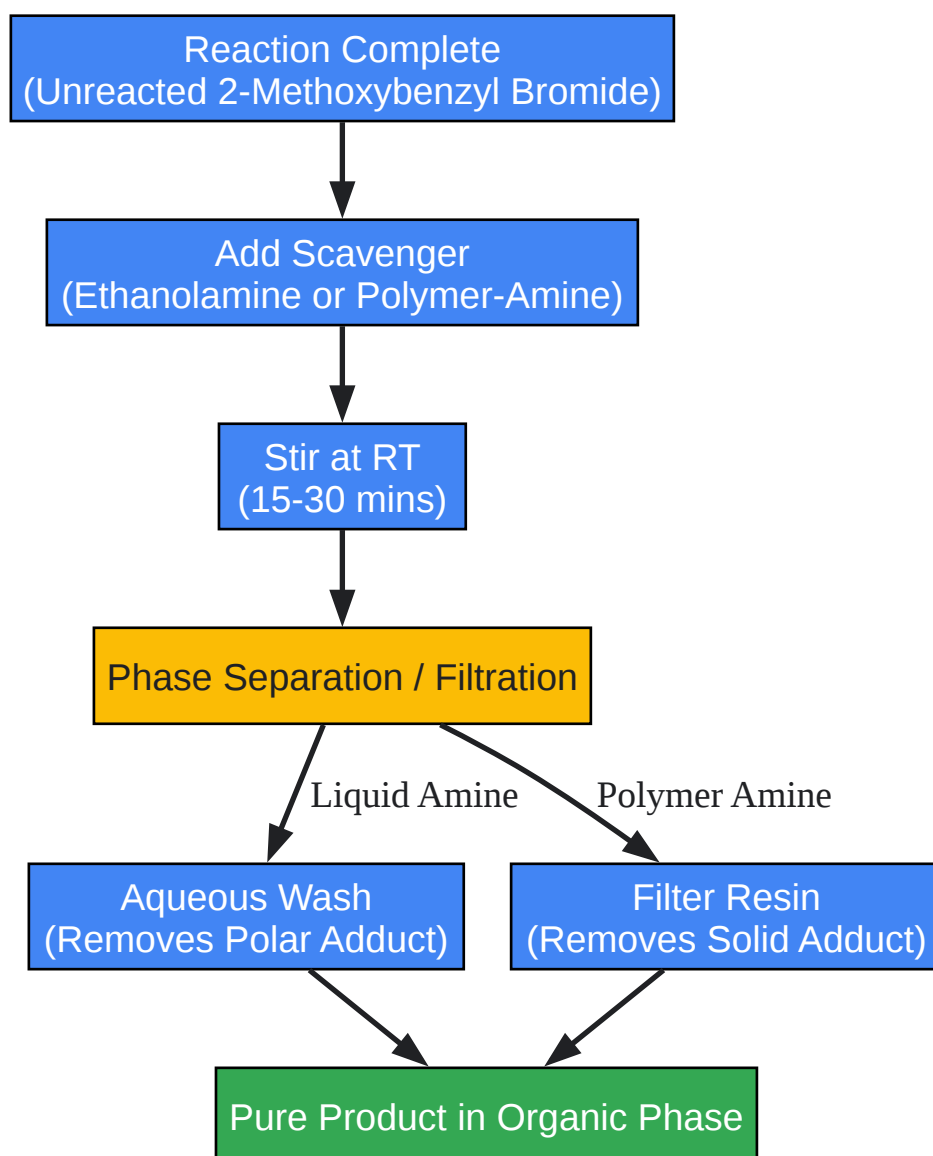 Reaction Complete
(Unreacted 2-Methoxybenzyl Bromide)
Add Scavenger
(Ethanolamine or Polymer-Amine)
Stir at RT
(15-30 mins)
Phase Separation / Filtration
Liquid Amine
Polymer Amine
Aqueous Wash
(Removes Polar Adduct)
Filter Resin
(Removes Solid Adduct)
Pure Product in Organic Phase